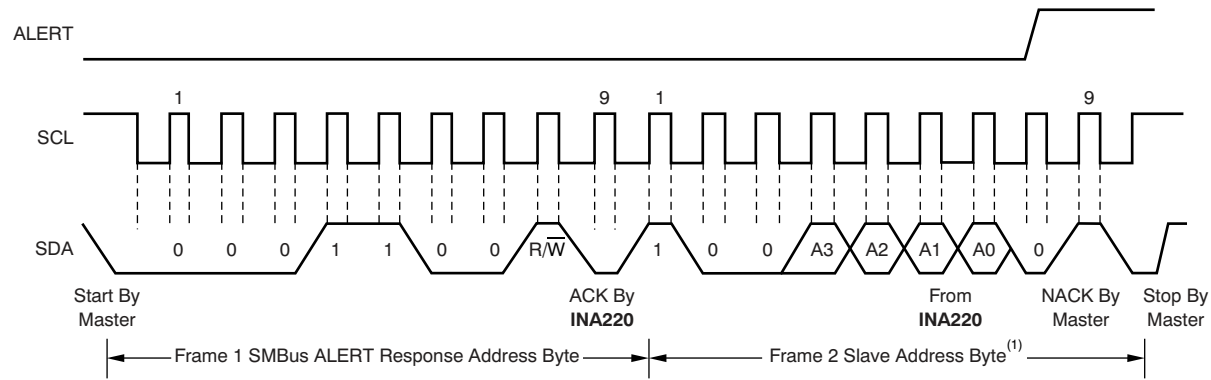 ALERT
1 9 1 9
SCL
SDA 0 0 0 1 1 0 0 R/W̅ 1 0 0 A3 A2 A1 A0 0
Start By
Master
ACK By
INA220
From
INA220
NACK By
Master
Stop By
Master
Frame 1 SMBus ALERT Response Address Byte
Frame 2 Slave Address Byte(1)